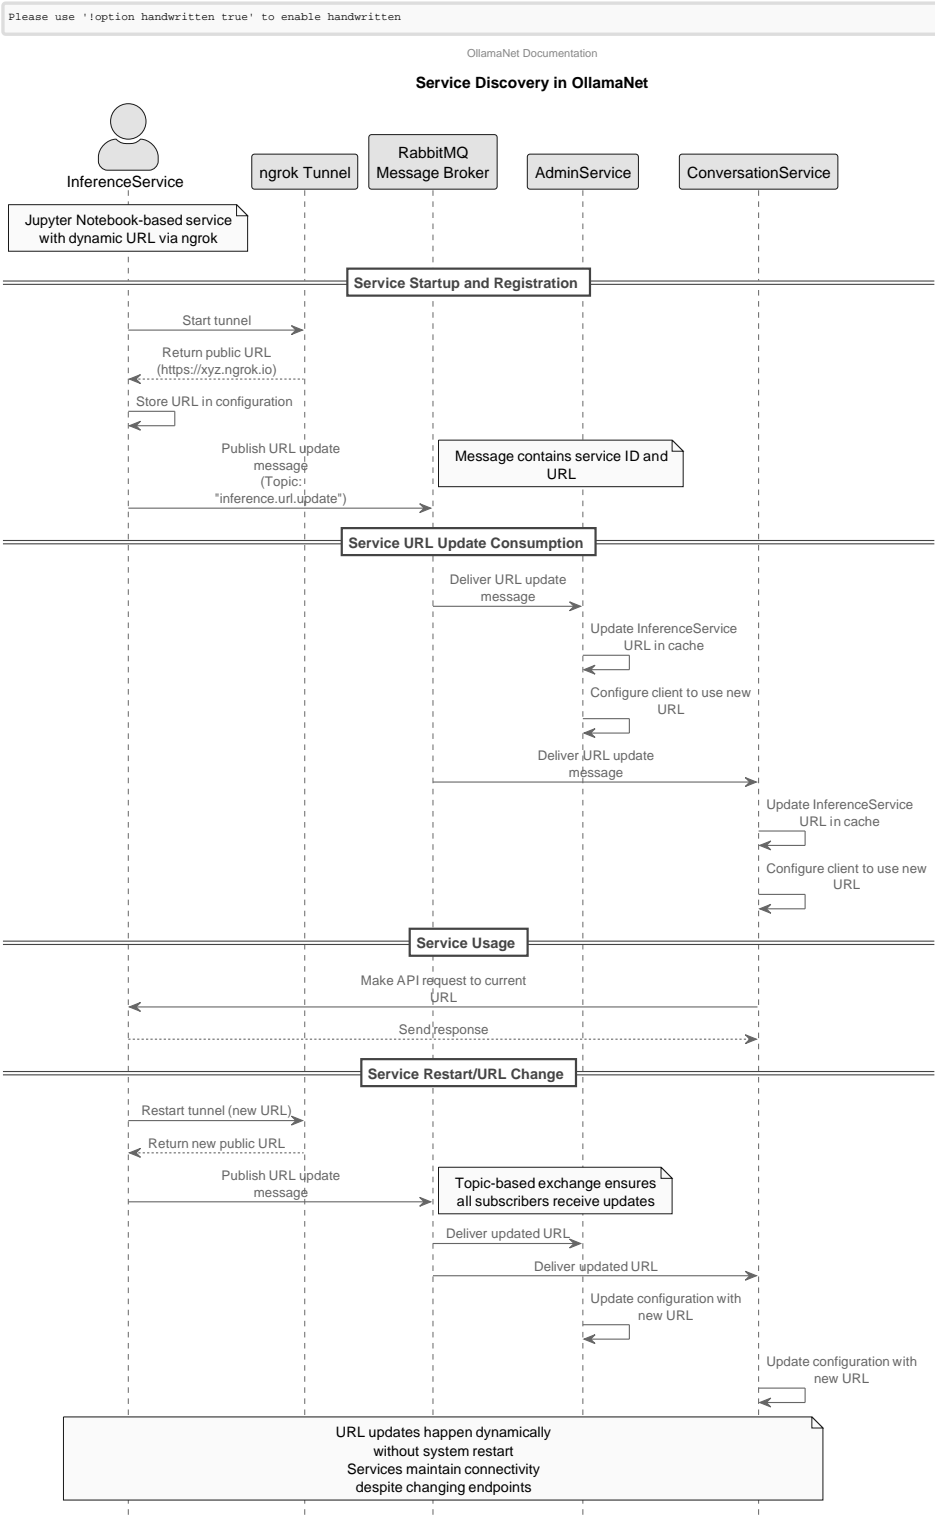 Please use '!option handwritten true' to enable handwritten
OllamaNet Documentation
Service Discovery in OllamaNet
InferenceService
ngrok Tunnel
RabbitMQ
Message Broker
AdminService
ConversationService
Jupyter Notebook-based service
with dynamic URL via ngrok
Service Startup and Registration
Start tunnel
Return public URL
(https://xyz.ngrok.io)
Store URL in configuration
Publish URL update
message
(Topic:
"inference.url.update")
Message contains service ID and
URL
Service URL Update Consumption
Deliver URL update
message
Update InferenceService
URL in cache
Configure client to use new
URL
Deliver URL update
message
Update InferenceService
URL in cache
Configure client to use new
URL
Service Usage
Make API request to current
URL
Send response
Service Restart/URL Change
Restart tunnel (new URL)
Return new public URL
Publish URL update
message
Topic-based exchange ensures
all subscribers receive updates
Deliver updated URL
Deliver updated URL
Update configuration with
new URL
Update configuration with
new URL
URL updates happen dynamically
without system restart
Services maintain connectivity
despite changing endpoints